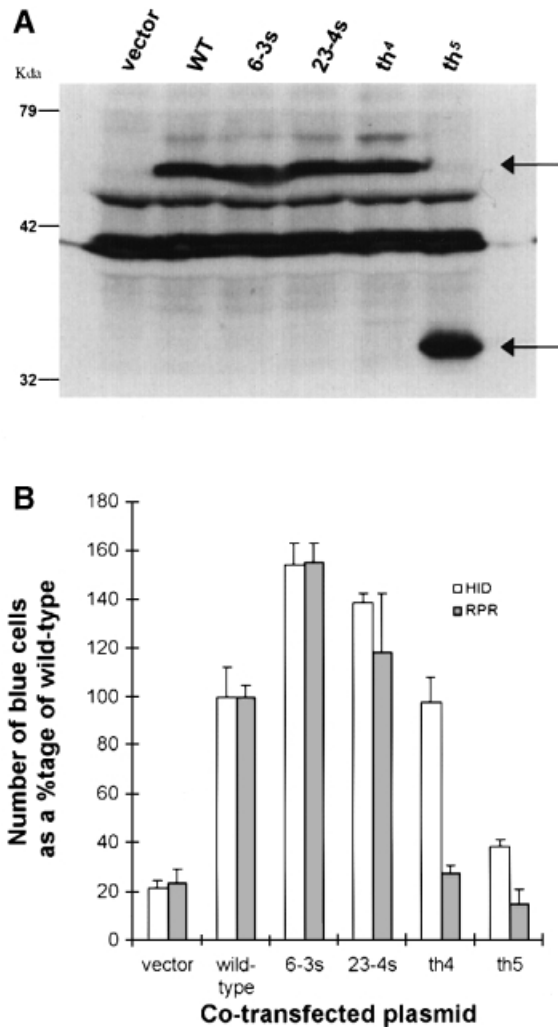 A
vector
WT
6-3s
23-4s
th4
th5
Kda
79
42
32
B
Number of blue cells
as a %tage of wild-type
180
160
140
120
100
80
60
40
20
0
HID
RPR
vector
wild-
type
6-3s
23-4s
th4
th5
Co-transfected plasmid